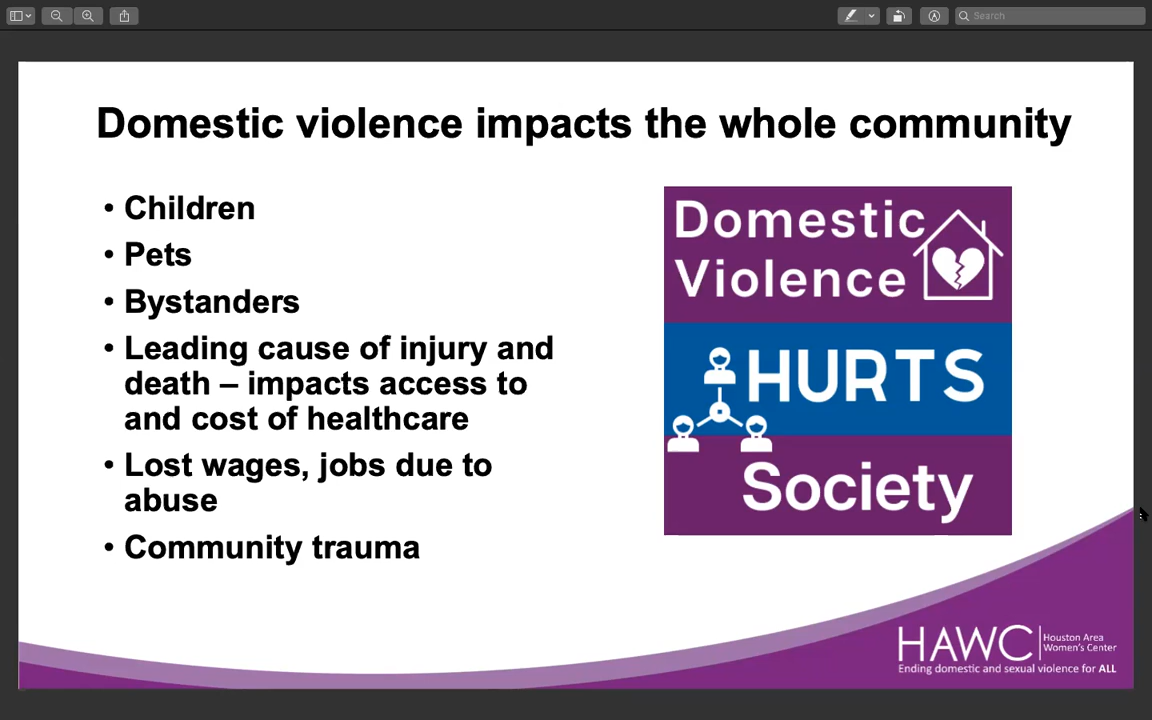 Search
Domestic violence impacts the whole community
• Children
• Pets
• Bystanders
• Leading cause of injury and
death – impacts access to
and cost of healthcare
• Lost wages, jobs due to
abuse
• Community trauma
Domestic
Violence
HURTS
Society
HAWC
Houston Area
Women's Center
Ending domestic and sexual violence for ALL